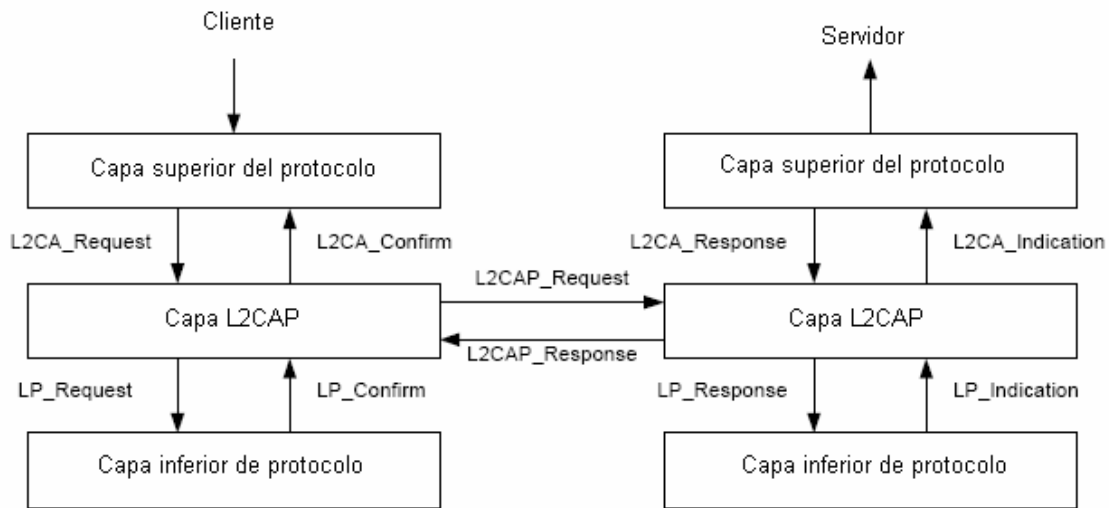 Cliente
Servidor
Capa superior del protocolo
Capa superior del protocolo
L2CA_Request
L2CA_Confirm
L2CA_Response
L2CA_Indication
L2CAP_Request
Capa L2CAP
Capa L2CAP
L2CAP_Response
LP_Request
LP_Confirm
LP_Response
LP_Indication
Capa inferior de protocolo
Capa inferior de protocolo